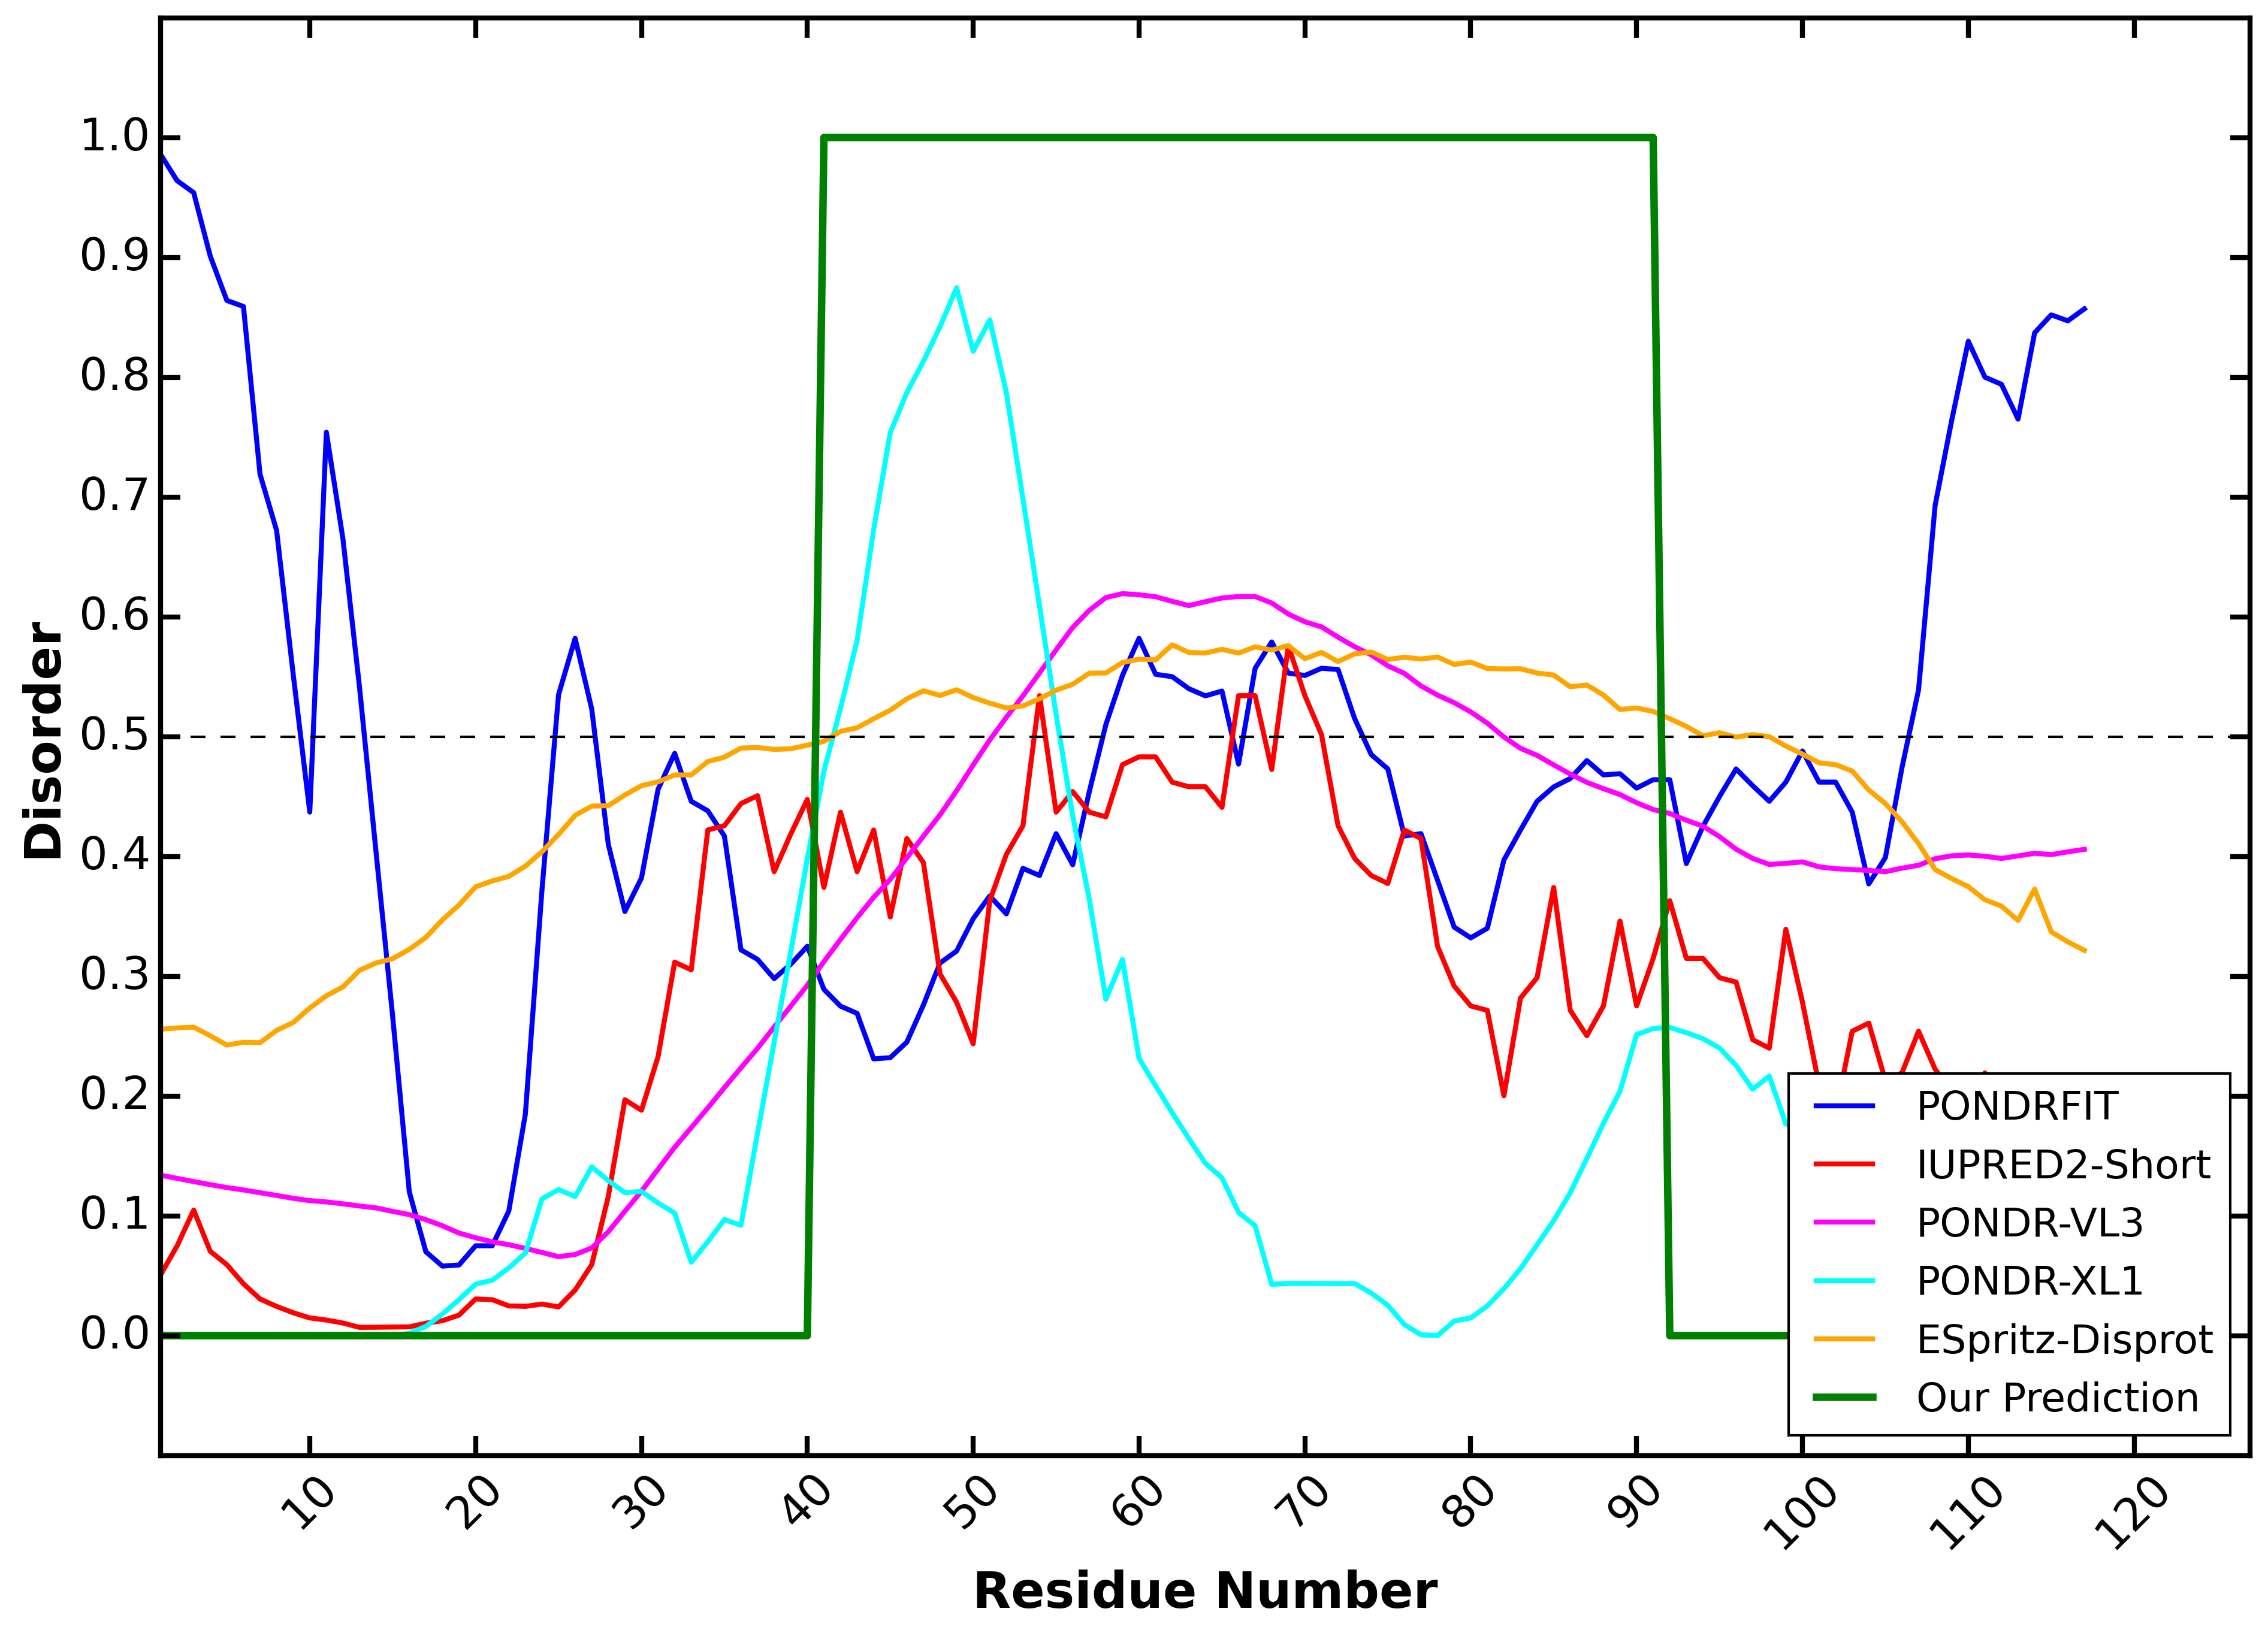 Disorder
1.0
0.9
0.8
0.7
0.6
0.5
0.4
0.3
0.2
0.1
0.0
PONDRFIT
IUPRED2-Short
PONDR-VL3
PONDR-XL1
ESpritz-Disprot
Our Prediction
10 20 30 40 50 60 70 80 90 100 110 120
Residue Number